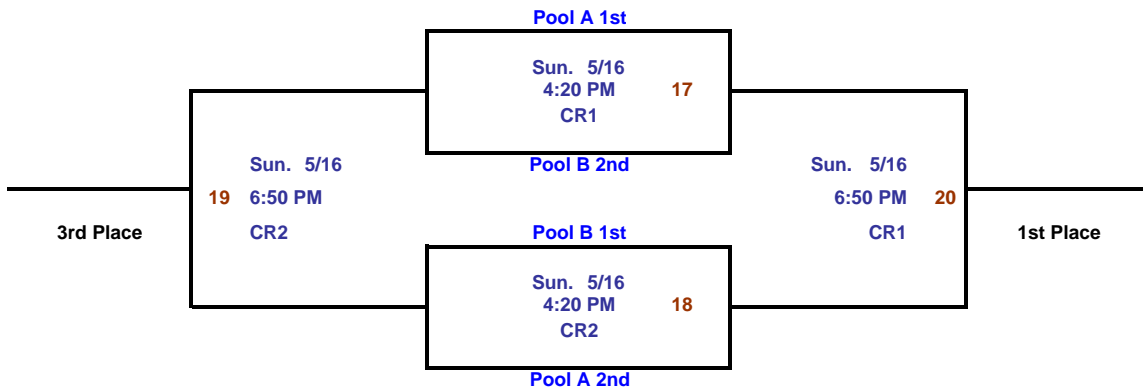 Pool A 1st
Sun. 5/16
4:20 PM 17
CR1
Pool B 2nd
Sun. 5/16
19 6:50 PM
CR2
3rd Place
Sun. 5/16
6:50 PM 20
CR1
1st Place
Pool B 1st
Sun. 5/16
4:20 PM 18
CR2
Pool A 2nd